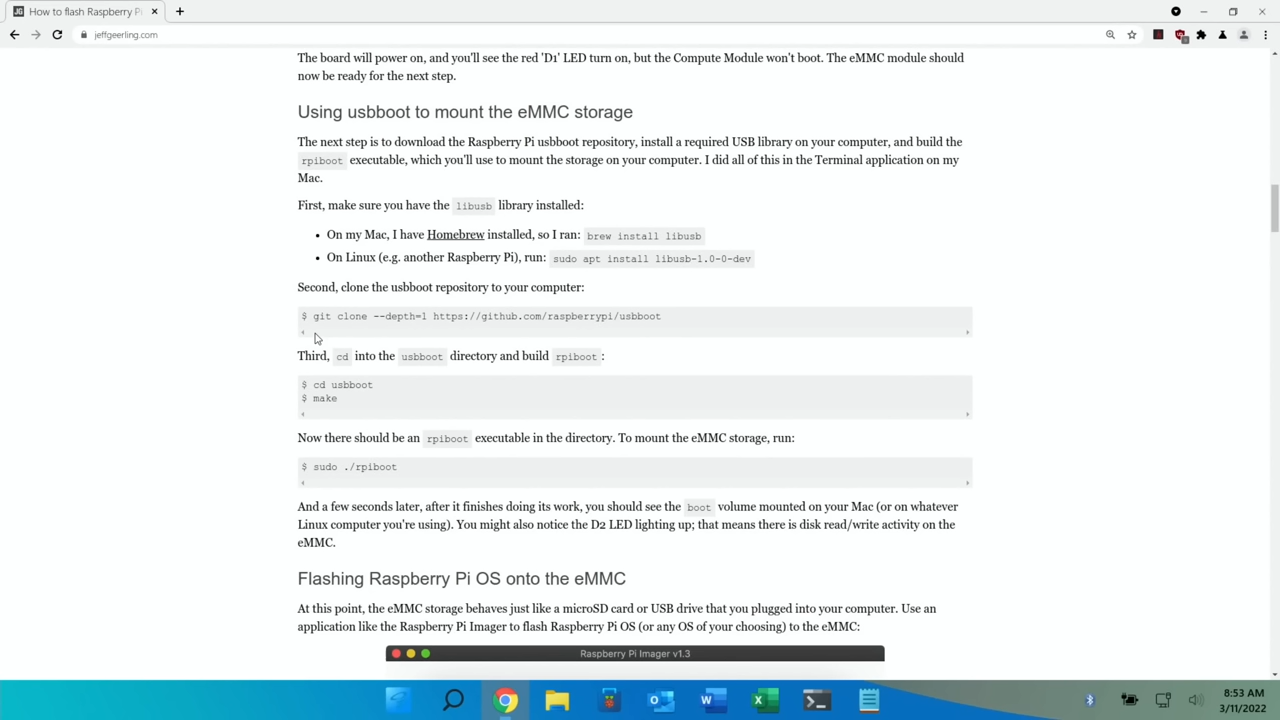 How to flash Raspberry Pi
jeffgeerling.com
The board will power on, and you'll see the red 'D1' LED turn on, but the Compute Module won't boot. The eMMC module should
now be ready for the next step.
Using usbboot to mount the eMMC storage
The next step is to download the Raspberry Pi usbboot repository, install a required USB library on your computer, and build the
rpiboot executable, which you'll use to mount the storage on your computer. I did all of this in the Terminal application on my
Mac.
First, make sure you have the libusb library installed:
• On my Mac, I have Homebrew installed, so I ran: brew install libusb
• On Linux (e.g. another Raspberry Pi), run: sudo apt install libusb-1.0-0-dev
Second, clone the usbboot repository to your computer:
$ git clone --depth=1 https://github.com/raspberrypi/usbboot
Third, cd into the usbboot directory and build rpiboot :
$ cd usbboot
$ make
Now there should be an rpiboot executable in the directory. To mount the eMMC storage, run:
$ sudo ./rpiboot
And a few seconds later, after it finishes doing its work, you should see the boot volume mounted on your Mac (or on whatever
Linux computer you're using). You might also notice the D2 LED lighting up; that means there is disk read/write activity on the
eMMC.
Flashing Raspberry Pi OS onto the eMMC
At this point, the eMMC storage behaves just like a microSD card or USB drive that you plugged into your computer. Use an
application like the Raspberry Pi Imager to flash Raspberry Pi OS (or any OS of your choosing) to the eMMC:
Raspberry Pi Imager v1.3
8:53 AM
3/11/2022